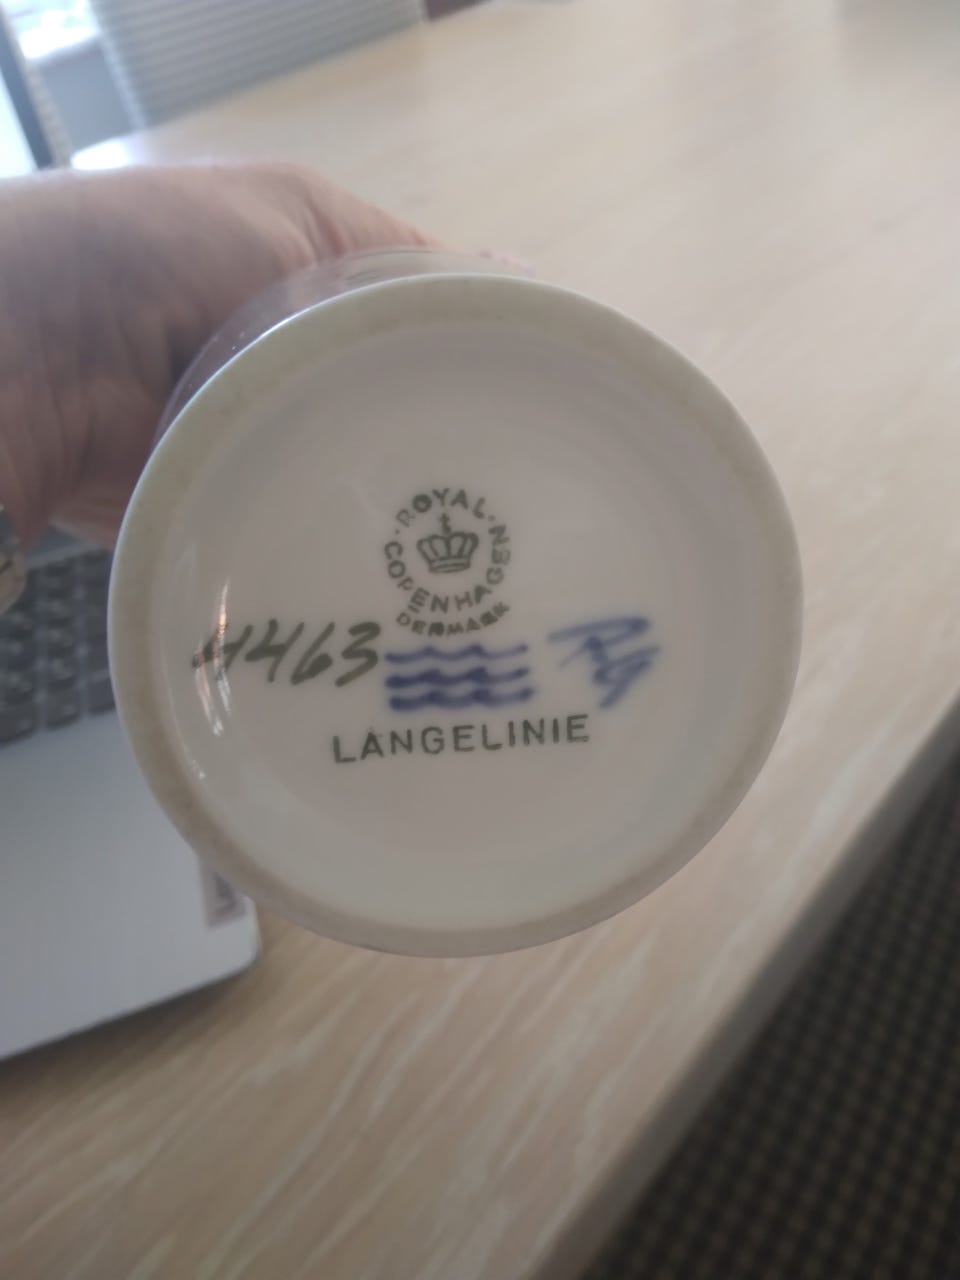 ROYAL COPENHAGEN
DENMARK
4463
LANGELINIE